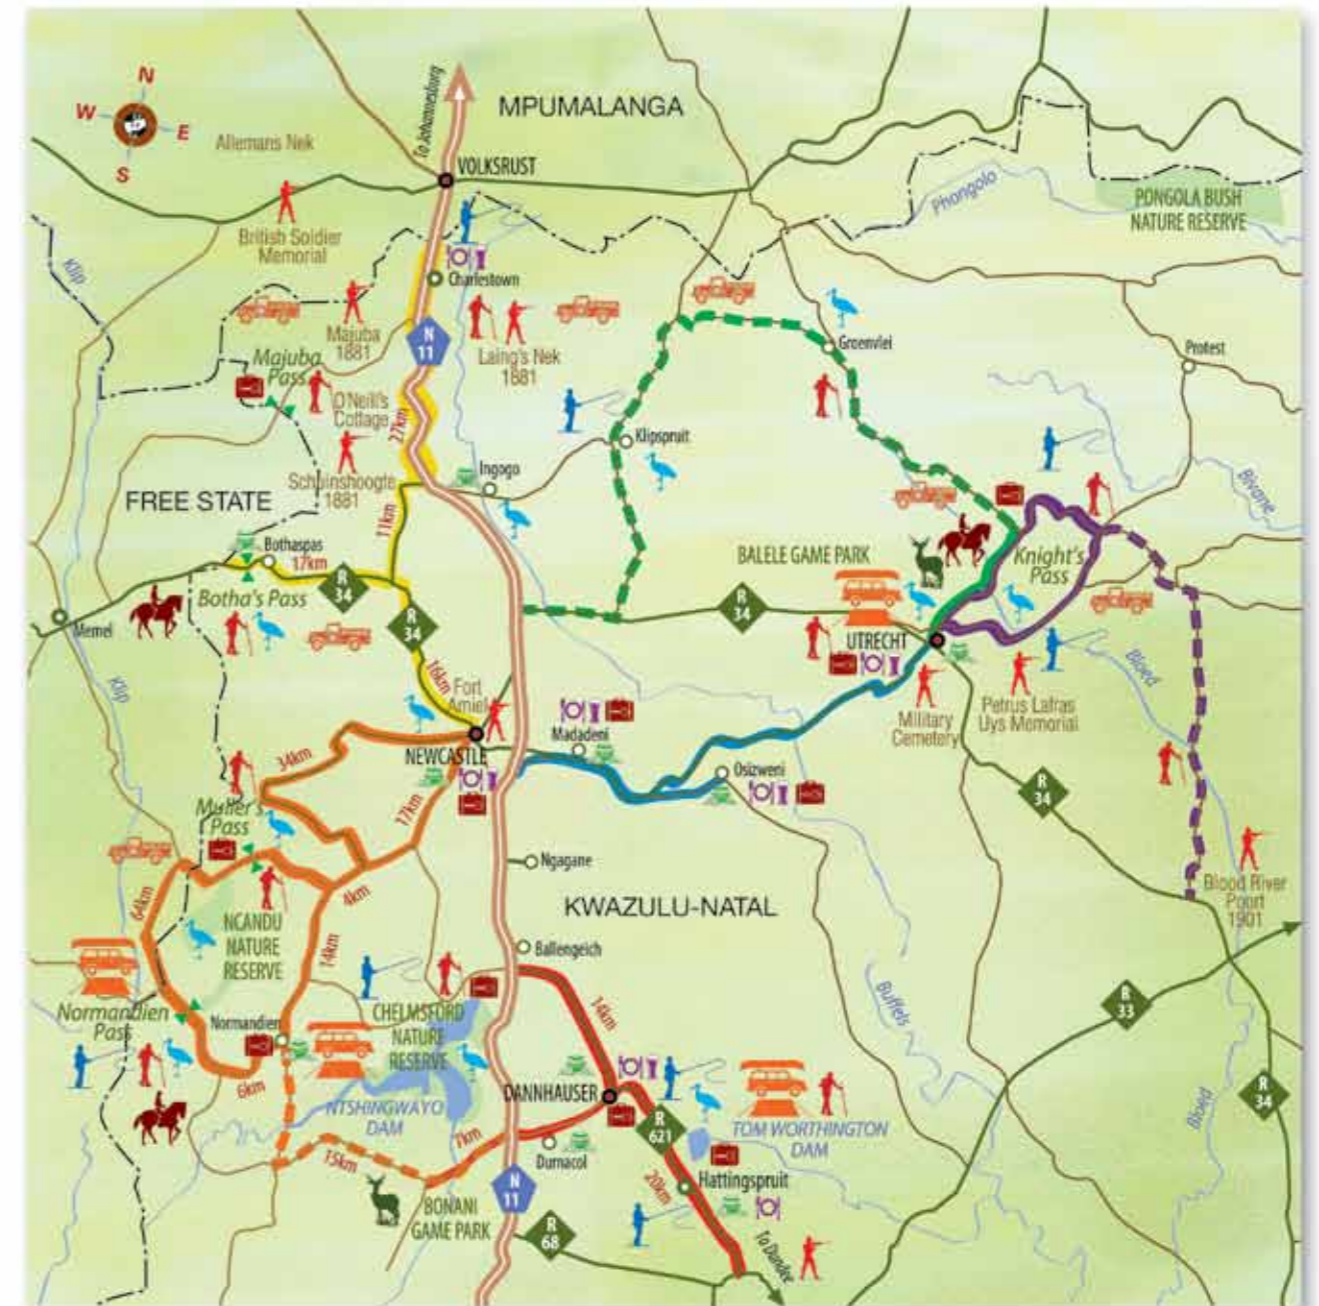 N
W
E
S
Allemans Nek
To Johannesburg
MPUMALANGA
VOLKSRUST
Phongolo
PONGOLA BUSH
NATURE RESERVE
British Soldier
Memorial
Klip
Charlestown
Majuba
1881
N
11
Laing's Nek
1881
Groenvlei
Protest
Majuba
Pass
O'Neill's
Cottage
27km
Klipspruit
Schuinshoogte
1881
Ingogo
Bivane
FREE STATE
11km
Bothaspas
17km
R
34
Botha's Pass
R
34
BALELE GAME PARK
Knight's
Pass
R
34
Memel
UTRECHT
16km
Klip
Fort
Amiel
Bloed
Military
Cemetery
Petrus Lafras
Uys Memorial
NEWCASTLE
Madadeni
34km
Osizweni
R
34
Muller's
Pass
17km
Ngagane
4km
64km
KWAZULU-NATAL
Blood River
Poort
1901
NCANDU
NATURE
RESERVE
14km
Ballengeich
Normandien
Pass
Normandien
CHELMSFORD
NATURE
RESERVE
14km
Buffels
R
33
6km
NTSHINGWAYO
DAM
DANNHAUSER
R
621
TOM WORTHINGTON
DAM
Bloed
R
34
15km
7km
Durnacol
Hattingspruit
20km
N
11
BONANI
GAME PARK
R
68
To Dundee